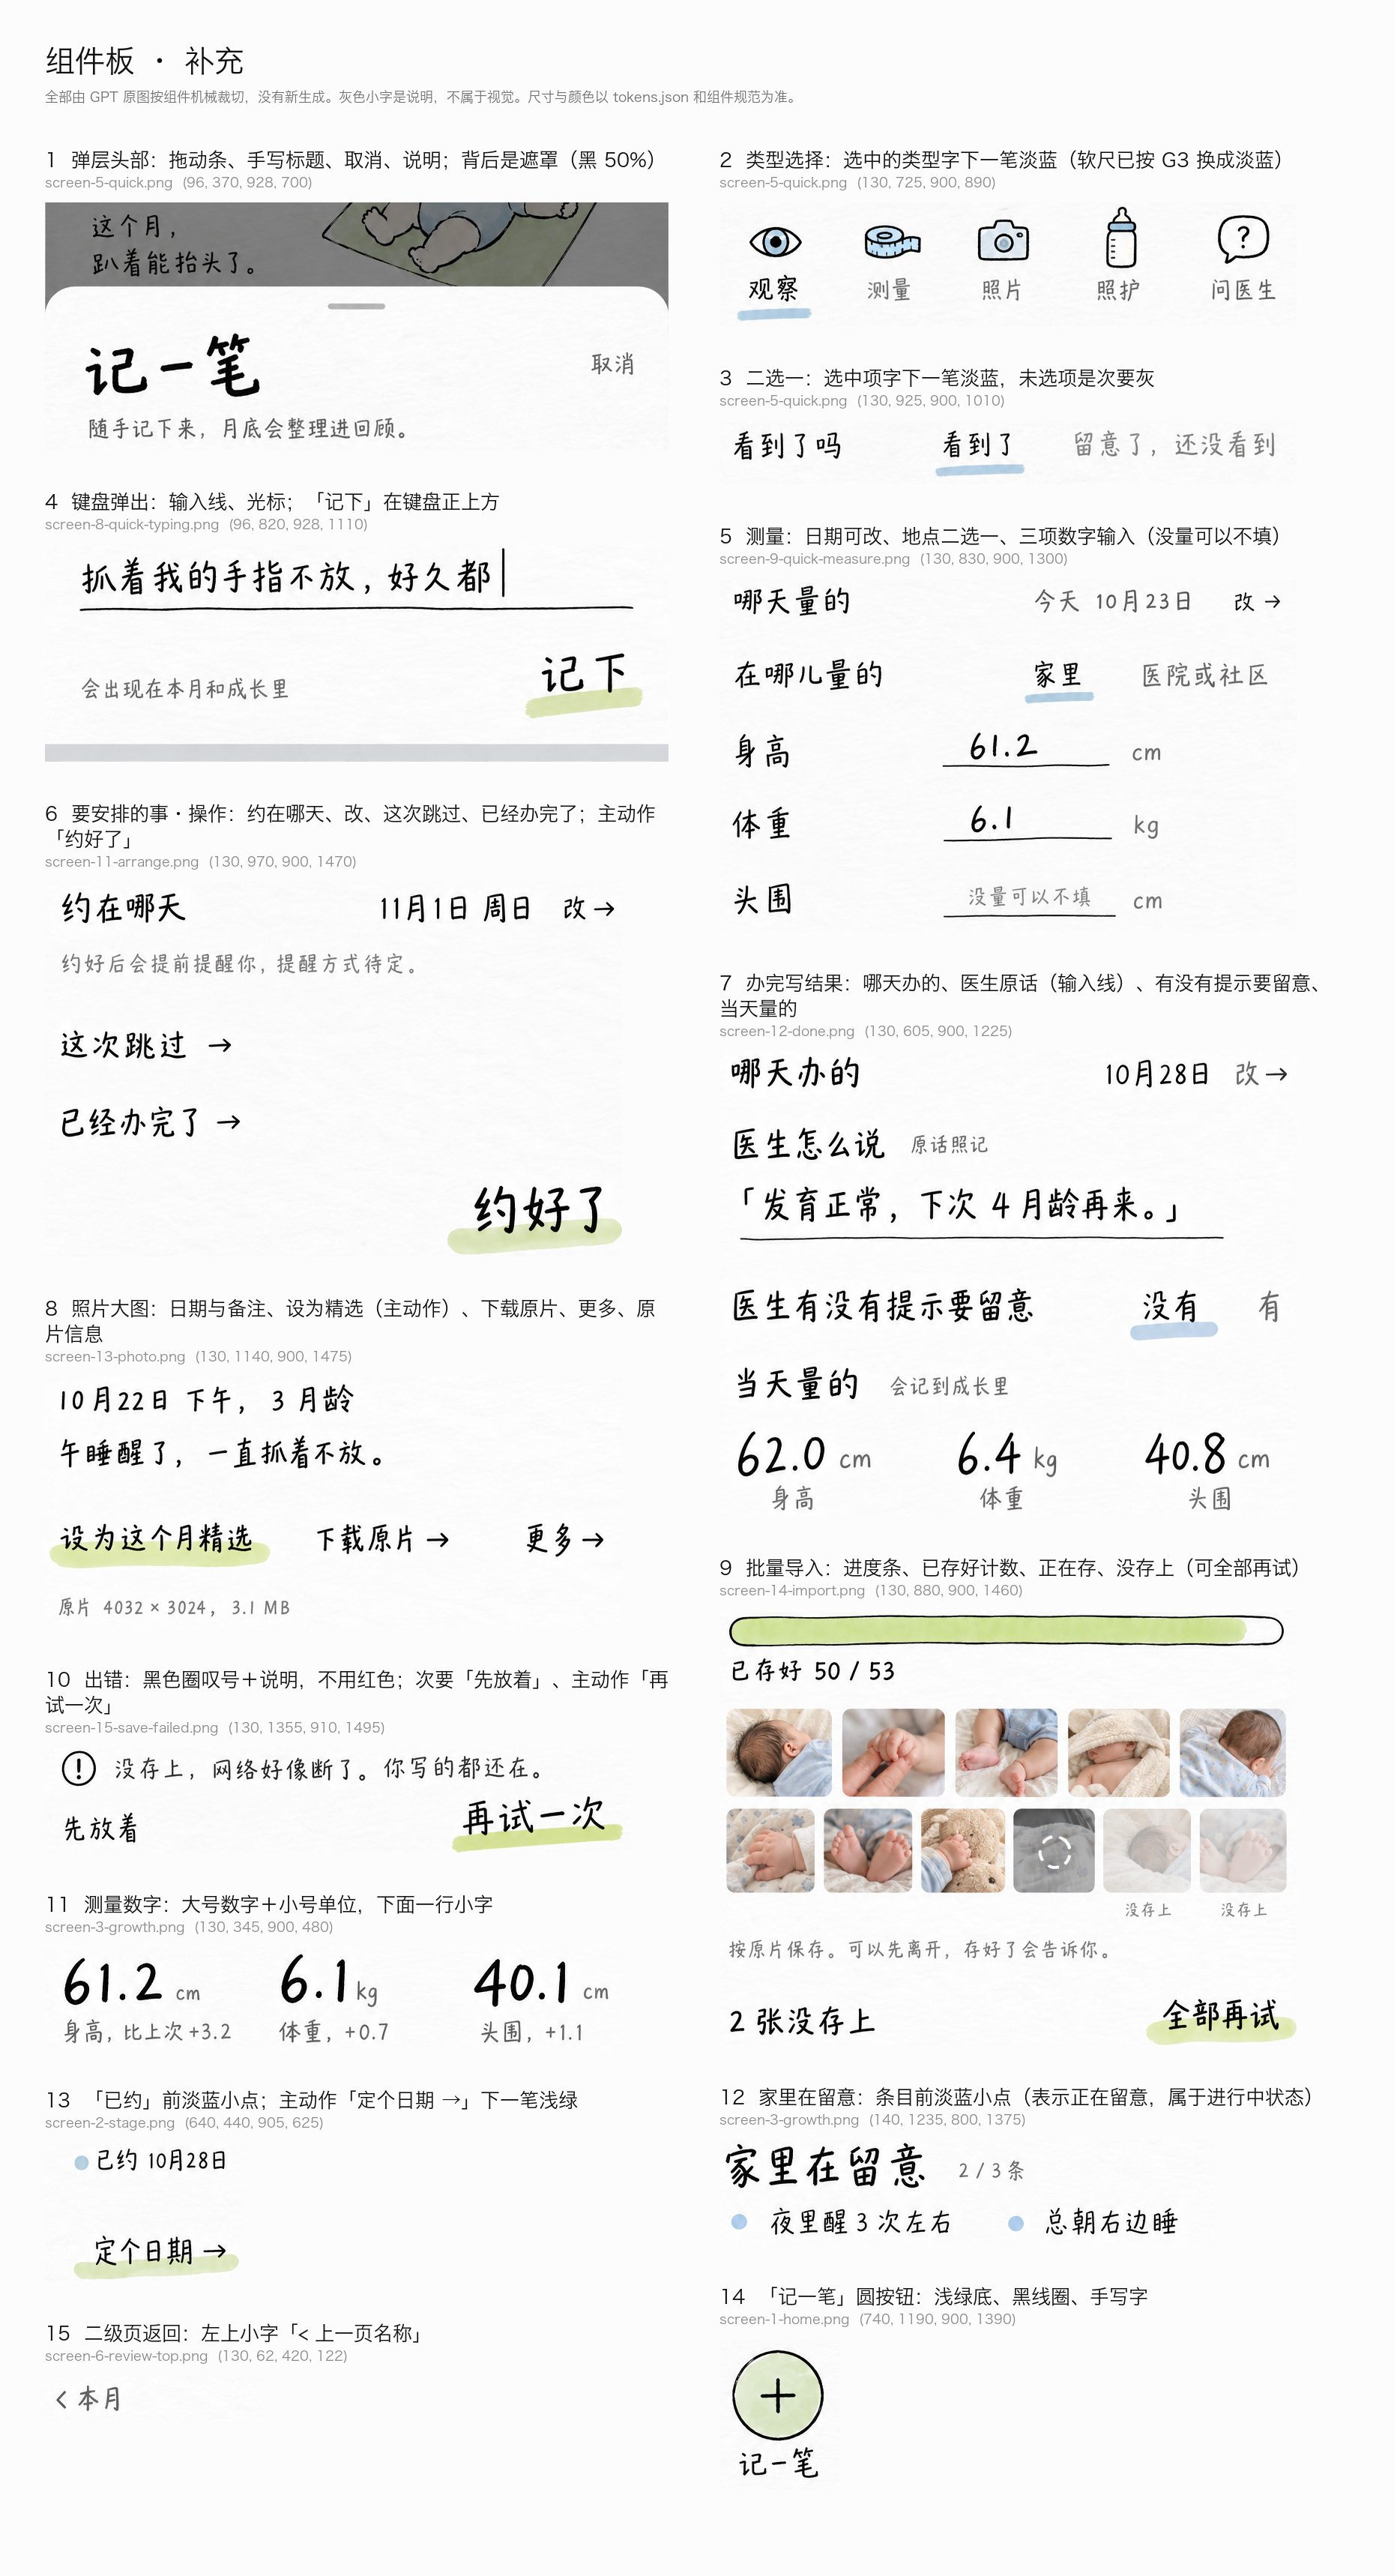 组件板 · 补充
全部由 GPT 原图按组件机械裁切，没有新生成。灰色小字是说明，不属于视觉。尺寸与颜色以 tokens.json 和组件规范为准。
1 弹层头部：拖动条、手写标题、取消、说明；背后是遮罩（黑 50%）
screen-5-quick.png (96, 370, 928, 700)
这个月，
趴着能抬头了。
记一笔
取消
随手记下来，月底会整理进回顾。
2 类型选择：选中的类型字下一笔淡蓝（软尺已按 G3 换成淡蓝）
screen-5-quick.png (130, 725, 900, 890)
?
观察 测量 照片 照护 问医生
3 二选一：选中项字下一笔淡蓝，未选项是次要灰
screen-5-quick.png (130, 925, 900, 1010)
看到了吗 看到了 留意了，还没看到
4 键盘弹出：输入线、光标；「记下」在键盘正上方
screen-8-quick-typing.png (96, 820, 928, 1110)
抓着我的手指不放，好久都
会出现在本月和成长里 记下
5 测量：日期可改、地点二选一、三项数字输入（没量可以不填）
screen-9-quick-measure.png (130, 830, 900, 1300)
哪天量的 今天 10月23日 改 →
在哪儿量的 家里 医院或社区
身高 61.2 cm
体重 6.1 kg
头围 没量可以不填 cm
6 要安排的事 · 操作：约在哪天、改、这次跳过、已经办完了；主动作
「约好了」
screen-11-arrange.png (130, 970, 900, 1470)
约在哪天 11月1日 周日 改 →
约好后会提前提醒你，提醒方式待定。
这次跳过 →
已经办完了 →
约好了
7 办完写结果：哪天办的、医生原话（输入线）、有没有提示要留意、
当天量的
screen-12-done.png (130, 605, 900, 1225)
哪天办的 10月28日 改 →
医生怎么说 原话照记
「发育正常，下次 4 月龄再来。」
医生有没有提示要留意 没有 有
当天量的 会记到成长里
62.0 cm 6.4 kg 40.8 cm
身高 体重 头围
8 照片大图：日期与备注、设为精选（主动作）、下载原片、更多、原
片信息
screen-13-photo.png (130, 1140, 900, 1475)
10月22日 下午， 3 月龄
午睡醒了，一直抓着不放。
设为这个月精选 下载原片 → 更多 →
原片 4032 × 3024， 3.1 MB
9 批量导入：进度条、已存好计数、正在存、没存上（可全部再试）
screen-14-import.png (130, 880, 900, 1460)
已存好 50 / 53
没存上 没存上
按原片保存。可以先离开，存好了会告诉你。
2 张没存上 全部再试
10 出错：黑色圈叹号＋说明，不用红色；次要「先放着」、主动作「再
试一次」
screen-15-save-failed.png (130, 1355, 910, 1495)
! 没存上，网络好像断了。你写的都还在。
先放着 再试一次
11 测量数字：大号数字＋小号单位，下面一行小字
screen-3-growth.png (130, 345, 900, 480)
61.2 cm 6.1 kg 40.1 cm
身高，比上次+3.2 体重，+0.7 头围，+1.1
12 家里在留意：条目前淡蓝小点（表示正在留意，属于进行中状态）
screen-3-growth.png (140, 1235, 800, 1375)
家里在留意 2 / 3 条
夜里醒 3 次左右 总朝右边睡
13 「已约」前淡蓝小点；主动作「定个日期 →」下一笔浅绿
screen-2-stage.png (640, 440, 905, 625)
已约 10月28日
定个日期 →
14 「记一笔」圆按钮：浅绿底、黑线圈、手写字
screen-1-home.png (740, 1190, 900, 1390)
+
记一笔
15 二级页返回：左上小字「< 上一页名称」
screen-6-review-top.png (130, 62, 420, 122)
< 本月